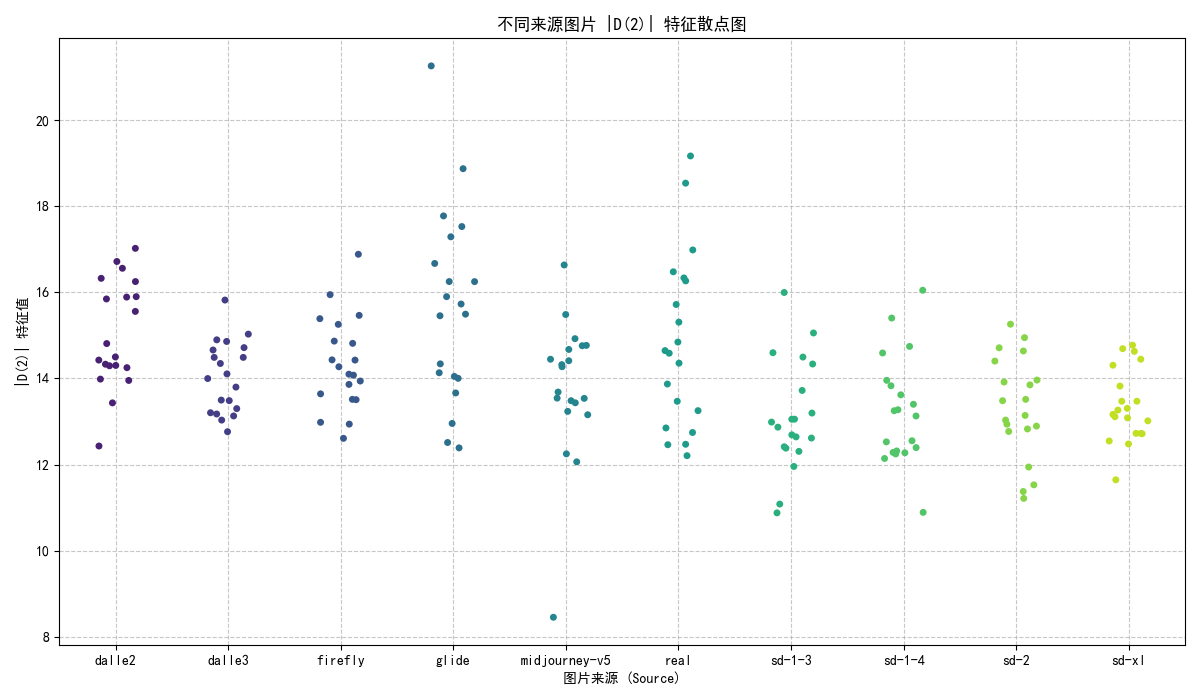 不同来源图片 |D(2)| 特征散点图
|D(2)| 特征值
20
18
16
14
12
10
8
dalle2 dalle3 firefly glide midjourney-v5 real sd-1-3 sd-1-4 sd-2 sd-xl
图片来源 (Source)